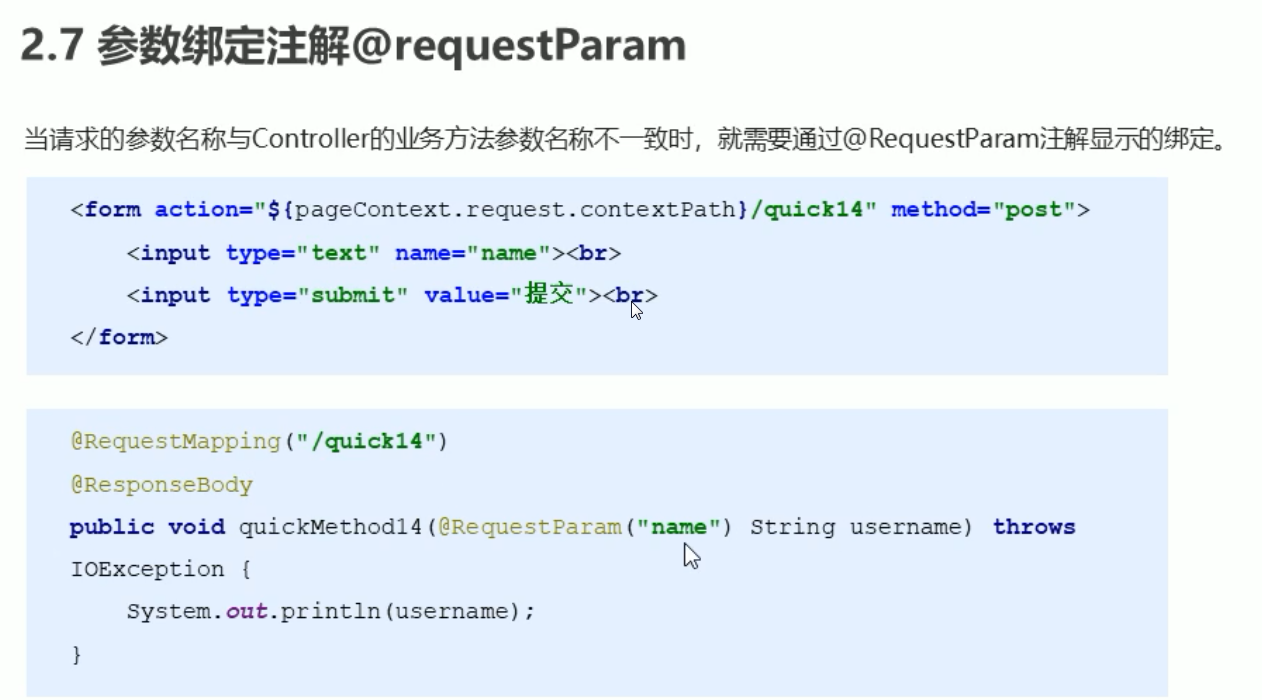 2.7 参数绑定注解@requestParam
当请求的参数名称与Controller的业务方法参数名称不一致时，就需要通过@RequestParam注解显示的绑定。
<form action="${pageContext.request.contextPath}/quick14" method="post">
    <input type="text" name="name"><br>
    <input type="submit" value="提交"><br>
</form>
@RequestMapping("/quick14")
@ResponseBody
public void quickMethod14(@RequestParam("name") String username) throws
IOException {
    System.out.println(username);
}